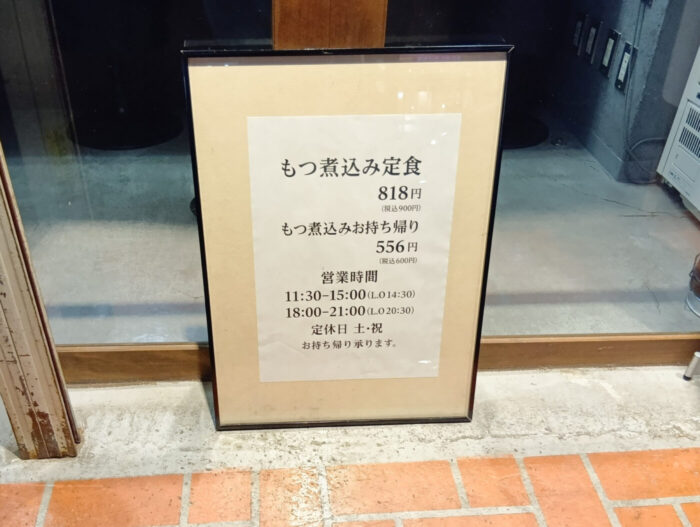 もつ煮込み定食
818円
(税込900円)
もつ煮込みお持ち帰り
556円
(税込600円)
営業時間
11:30-15:00(L.O14:30)
18:00-21:00(L.O20:30)
定休日 土・祝
お持ち帰り承ります。